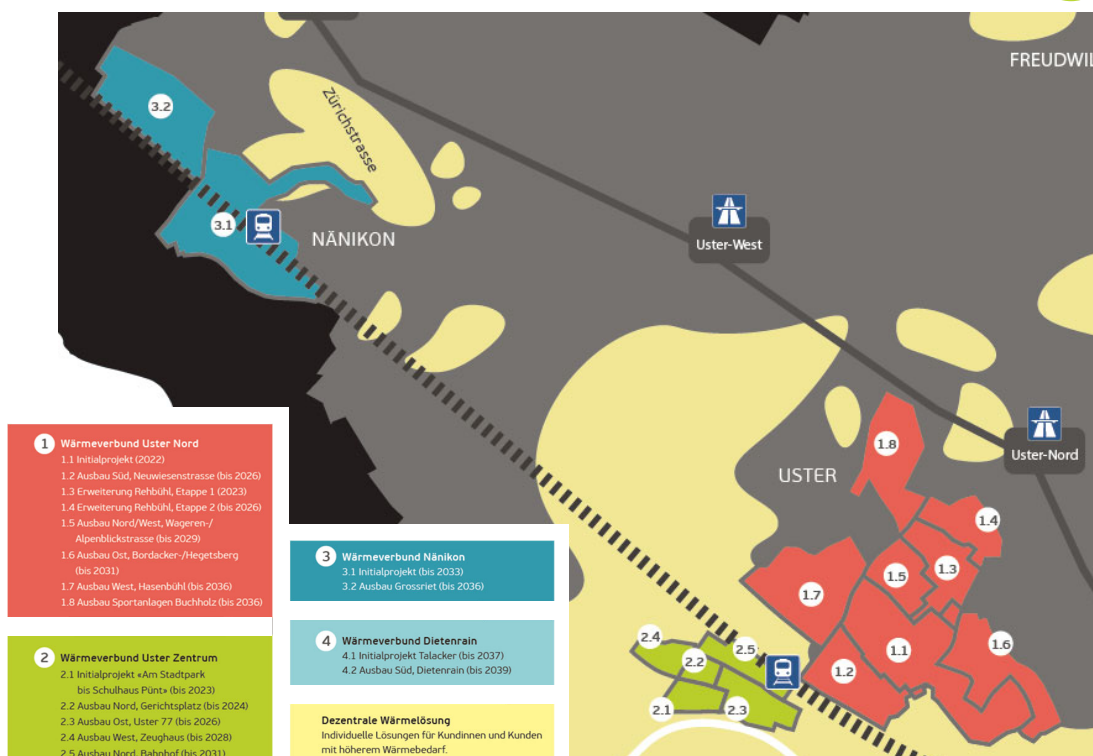 FREUDWIL
3.2
Zürichstrasse
3.1
NÄNIKON
Uster-West
Uster-Nord
USTER
1.8
1.4
1.3
1.5
1.7
1.6
1.1
1.2
2.4
2.5
2.2
2.1
2.3
1 Wärmeverbund Uster Nord
1.1 Initialprojekt (2022)
1.2 Ausbau Süd, Neuwiesenstrasse (bis 2026)
1.3 Erweiterung Rehbühl, Etappe 1 (2023)
1.4 Erweiterung Rehbühl, Etappe 2 (bis 2026)
1.5 Ausbau Nord/West, Wageren-/
Alpenblickstrasse (bis 2029)
1.6 Ausbau Ost, Bordacker-/Hegetsberg
(bis 2031)
1.7 Ausbau West, Hasenbühl (bis 2036)
1.8 Ausbau Sportanlagen Buchholz (bis 2036)
2 Wärmeverbund Uster Zentrum
2.1 Initialprojekt «Am Stadtpark
bis Schulhaus Pünt» (bis 2023)
2.2 Ausbau Nord, Gerichtsplatz (bis 2024)
2.3 Ausbau Ost, Uster 77 (bis 2026)
2.4 Ausbau West, Zeughaus (bis 2028)
2.5 Ausbau Nord, Bahnhof (bis 2031)
3 Wärmeverbund Nänikon
3.1 Initialprojekt (bis 2033)
3.2 Ausbau Grossriet (bis 2036)
4 Wärmeverbund Dietenrain
4.1 Initialprojekt Talacker (bis 2037)
4.2 Ausbau Süd, Dietenrain (bis 2039)
Dezentrale Wärmelösung
Individuelle Lösungen für Kundinnen und Kunden
mit höherem Wärmebedarf.